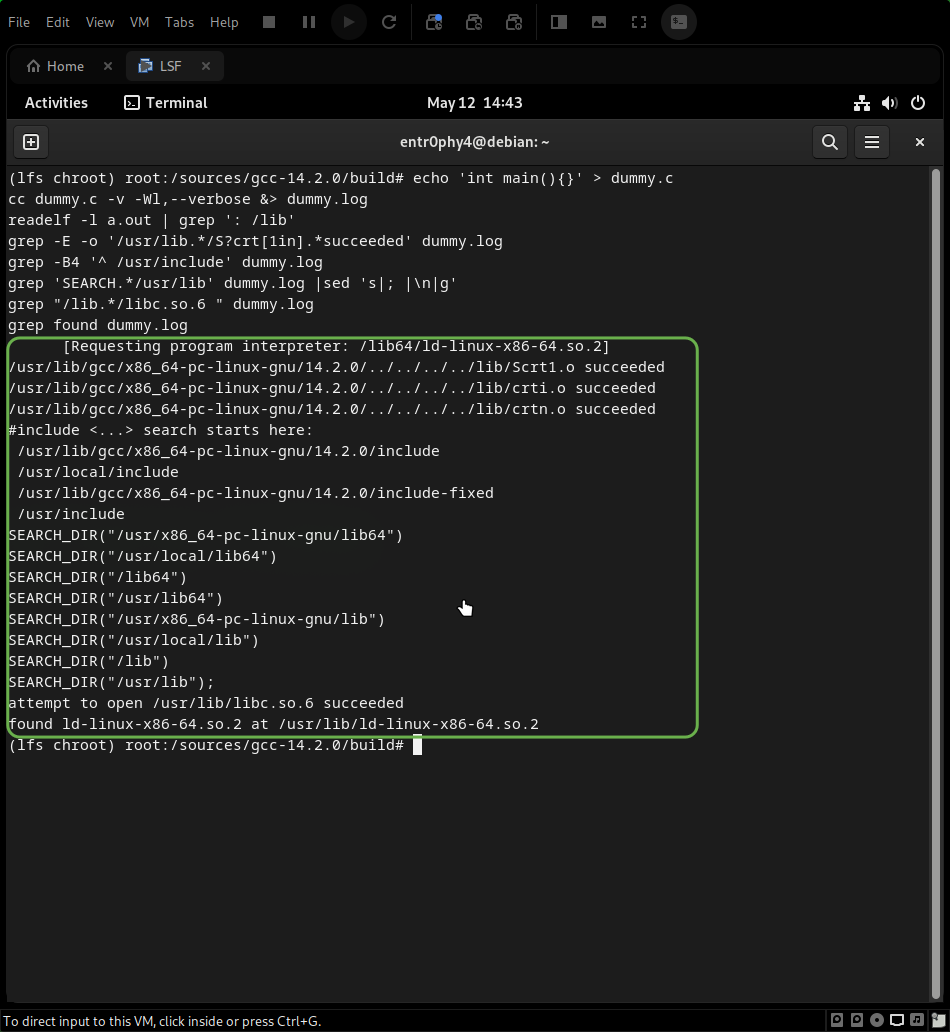 File Edit View VM Tabs Help
Home × LSF ×
Activities Terminal May 12 14:43
entr0phy4@debian: ~
(lfs chroot) root:/sources/gcc-14.2.0/build# echo 'int main(){}' > dummy.c
cc dummy.c -v -Wl,--verbose &> dummy.log
readelf -l a.out | grep ': /lib'
grep -E -o '/usr/lib.*/S?crt[1in].*succeeded' dummy.log
grep -B4 '^ /usr/include' dummy.log
grep 'SEARCH.*/usr/lib' dummy.log |sed 's|; |\n|g'
grep "/lib.*/libc.so.6 " dummy.log
grep found dummy.log
      [Requesting program interpreter: /lib64/ld-linux-x86-64.so.2]
/usr/lib/gcc/x86_64-pc-linux-gnu/14.2.0/../../../../lib/Scrt1.o succeeded
/usr/lib/gcc/x86_64-pc-linux-gnu/14.2.0/../../../../lib/crti.o succeeded
/usr/lib/gcc/x86_64-pc-linux-gnu/14.2.0/../../../../lib/crtn.o succeeded
#include <...> search starts here:
 /usr/lib/gcc/x86_64-pc-linux-gnu/14.2.0/include
 /usr/local/include
 /usr/lib/gcc/x86_64-pc-linux-gnu/14.2.0/include-fixed
 /usr/include
SEARCH_DIR("/usr/x86_64-pc-linux-gnu/lib64")
SEARCH_DIR("/usr/local/lib64")
SEARCH_DIR("/lib64")
SEARCH_DIR("/usr/lib64")
SEARCH_DIR("/usr/x86_64-pc-linux-gnu/lib")
SEARCH_DIR("/usr/local/lib")
SEARCH_DIR("/lib")
SEARCH_DIR("/usr/lib");
attempt to open /usr/lib/libc.so.6 succeeded
found ld-linux-x86-64.so.2 at /usr/lib/ld-linux-x86-64.so.2
(lfs chroot) root:/sources/gcc-14.2.0/build#
To direct input to this VM, click inside or press Ctrl+G.